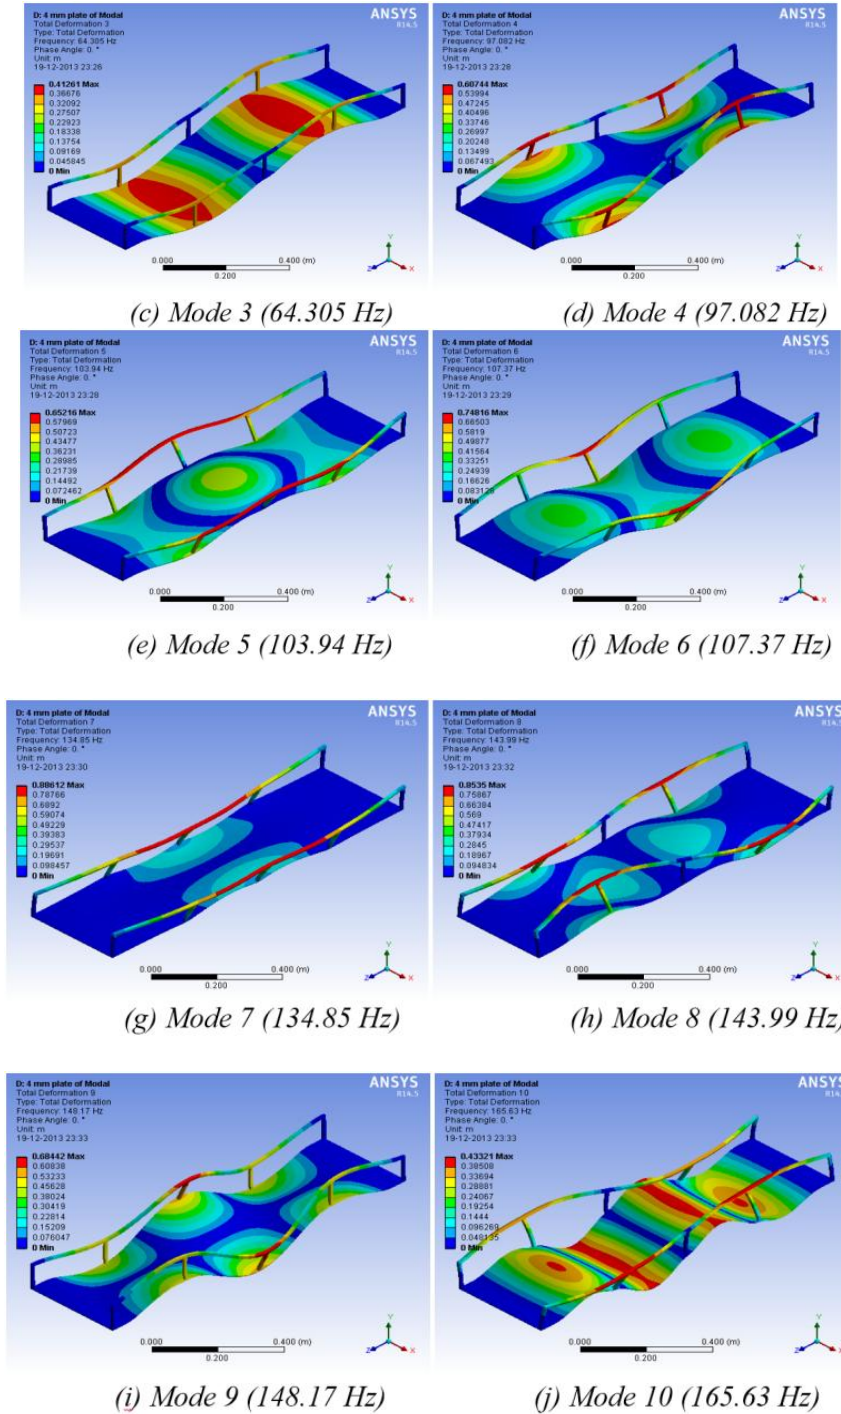 D: 4 mm plate of Modal
Total Deformation 3
Type: Total Deformation
Frequency: 64.305 Hz
Phase Angle: 0. °
Unit: m
19-12-2013 23:26
ANSYS
R14.5
0.41261 Max
0.36676
0.32092
0.27507
0.22923
0.18338
0.13754
0.09169
0.045845
0 Min
0.000
0.400 (m)
0.200
Y
Z
X
(c) Mode 3 (64.305 Hz)
D: 4 mm plate of Modal
Total Deformation 4
Type: Total Deformation
Frequency: 97.082 Hz
Phase Angle: 0. °
Unit: m
19-12-2013 23:28
ANSYS
R14.5
0.60744 Max
0.53994
0.47245
0.40496
0.33746
0.26997
0.20248
0.13499
0.067493
0 Min
0.000
0.400 (m)
0.200
Y
Z
X
(d) Mode 4 (97.082 Hz)
D: 4 mm plate of Modal
Total Deformation 5
Type: Total Deformation
Frequency: 103.94 Hz
Phase Angle: 0. °
Unit: m
19-12-2013 23:28
ANSYS
R14.5
0.65216 Max
0.57969
0.50723
0.43477
0.36231
0.28985
0.21739
0.14492
0.072462
0 Min
0.000
0.400 (m)
0.200
Y
Z
X
(e) Mode 5 (103.94 Hz)
D: 4 mm plate of Modal
Total Deformation 6
Type: Total Deformation
Frequency: 107.37 Hz
Phase Angle: 0. °
Unit: m
19-12-2013 23:29
ANSYS
R14.5
0.74816 Max
0.66503
0.5819
0.49877
0.41564
0.33251
0.24939
0.16626
0.083128
0 Min
0.000
0.400 (m)
0.200
Y
Z
X
(f) Mode 6 (107.37 Hz)
D: 4 mm plate of Modal
Total Deformation 7
Type: Total Deformation
Frequency: 134.85 Hz
Phase Angle: 0. °
Unit: m
19-12-2013 23:30
ANSYS
R14.5
0.88612 Max
0.78766
0.6892
0.59074
0.49229
0.39383
0.29537
0.19691
0.098457
0 Min
0.000
0.400 (m)
0.200
Y
Z
X
(g) Mode 7 (134.85 Hz)
D: 4 mm plate of Modal
Total Deformation 8
Type: Total Deformation
Frequency: 143.99 Hz
Phase Angle: 0. °
Unit: m
19-12-2013 23:32
ANSYS
R14.5
0.8535 Max
0.75867
0.66384
0.569
0.47417
0.37934
0.2845
0.18967
0.094834
0 Min
0.000
0.400 (m)
0.200
Y
Z
X
(h) Mode 8 (143.99 Hz)
D: 4 mm plate of Modal
Total Deformation 9
Type: Total Deformation
Frequency: 148.17 Hz
Phase Angle: 0. °
Unit: m
19-12-2013 23:33
ANSYS
R14.5
0.68442 Max
0.60838
0.53233
0.45628
0.38024
0.30419
0.22814
0.15209
0.076047
0 Min
0.000
0.400 (m)
0.200
Y
Z
X
(i) Mode 9 (148.17 Hz)
D: 4 mm plate of Modal
Total Deformation 10
Type: Total Deformation
Frequency: 165.63 Hz
Phase Angle: 0. °
Unit: m
19-12-2013 23:33
ANSYS
R14.5
0.43321 Max
0.38508
0.33694
0.28881
0.24067
0.19254
0.1444
0.096269
0.048135
0 Min
0.000
0.400 (m)
0.200
Y
Z
X
(j) Mode 10 (165.63 Hz)